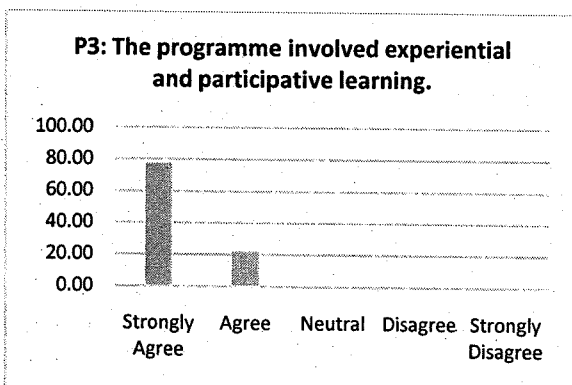 P3: The programme involved experiential
and participative learning.
100.00
80.00
60.00
40.00
20.00
0.00
Strongly Agree Neutral Disagree Strongly
Agree Disagree